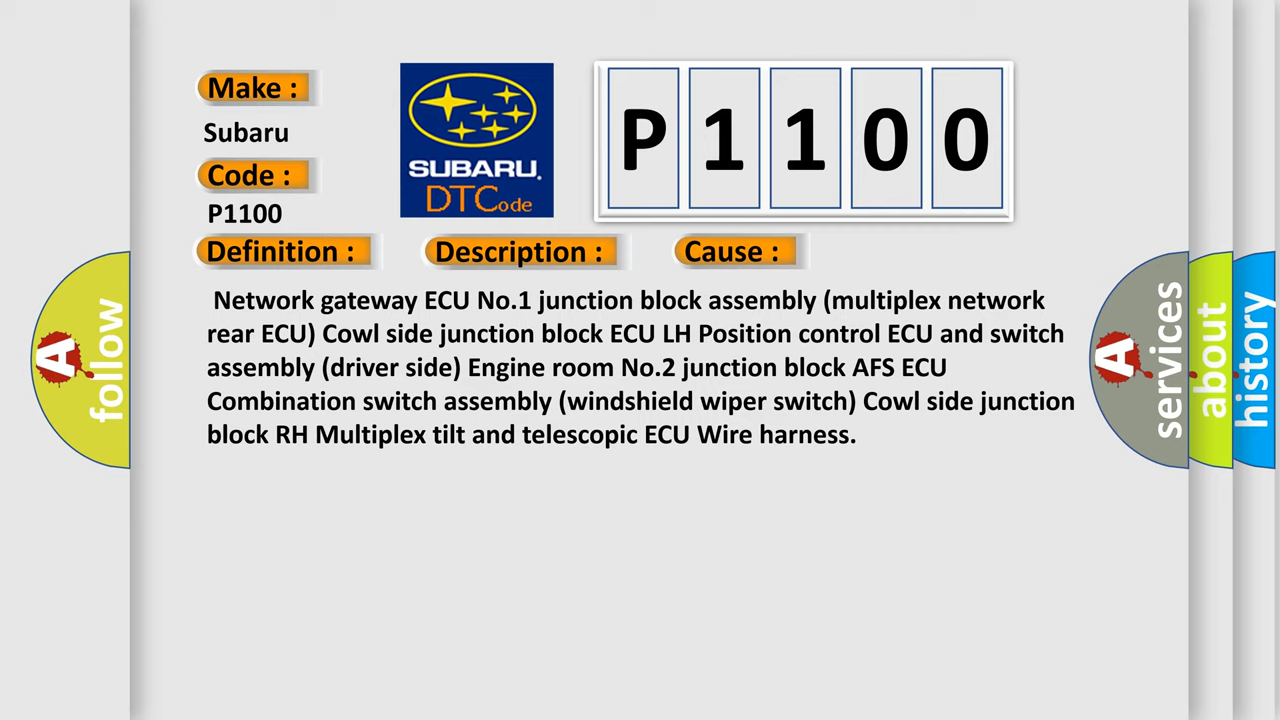 Make :
Subaru
Code :
P1100
SUBARU
DTCode
P 1 1 0 0
Definition :
Description :
Cause :
Network gateway ECU No.1 junction block assembly (multiplex network
rear ECU) Cowl side junction block ECU LH Position control ECU and switch
assembly (driver side) Engine room No.2 junction block AFS ECU
Combination switch assembly (windshield wiper switch) Cowl side junction
block RH Multiplex tilt and telescopic ECU Wire harness.
A
follow
A
services
about
history